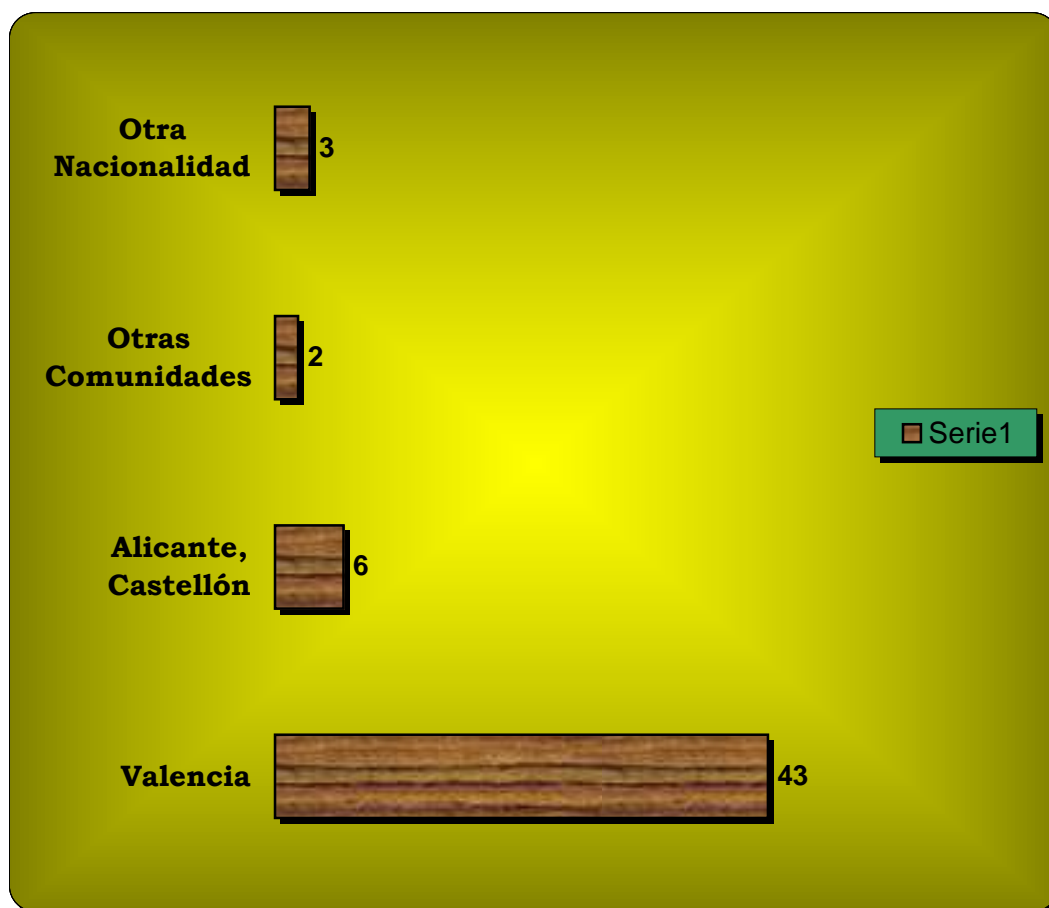 Otra
Nacionalidad
3
Otras
Comunidades
2
Serie1
Alicante,
Castellón
6
Valencia
43